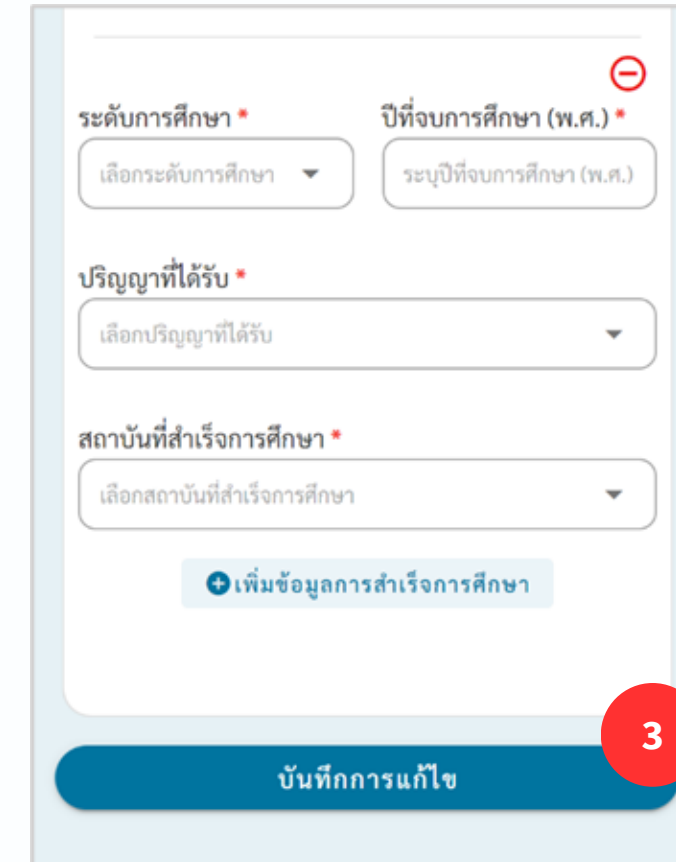 ระดับการศึกษา * ปีที่จบการศึกษา (พ.ศ.) *
เลือกระดับการศึกษา ระบุปีที่จบการศึกษา (พ.ศ.)
ปริญญาที่ได้รับ *
เลือกปริญญาที่ได้รับ
สถาบันที่สำเร็จการศึกษา *
เลือกสถาบันที่สำเร็จการศึกษา
เพิ่มข้อมูลการสำเร็จการศึกษา
3
บันทึกการแก้ไข